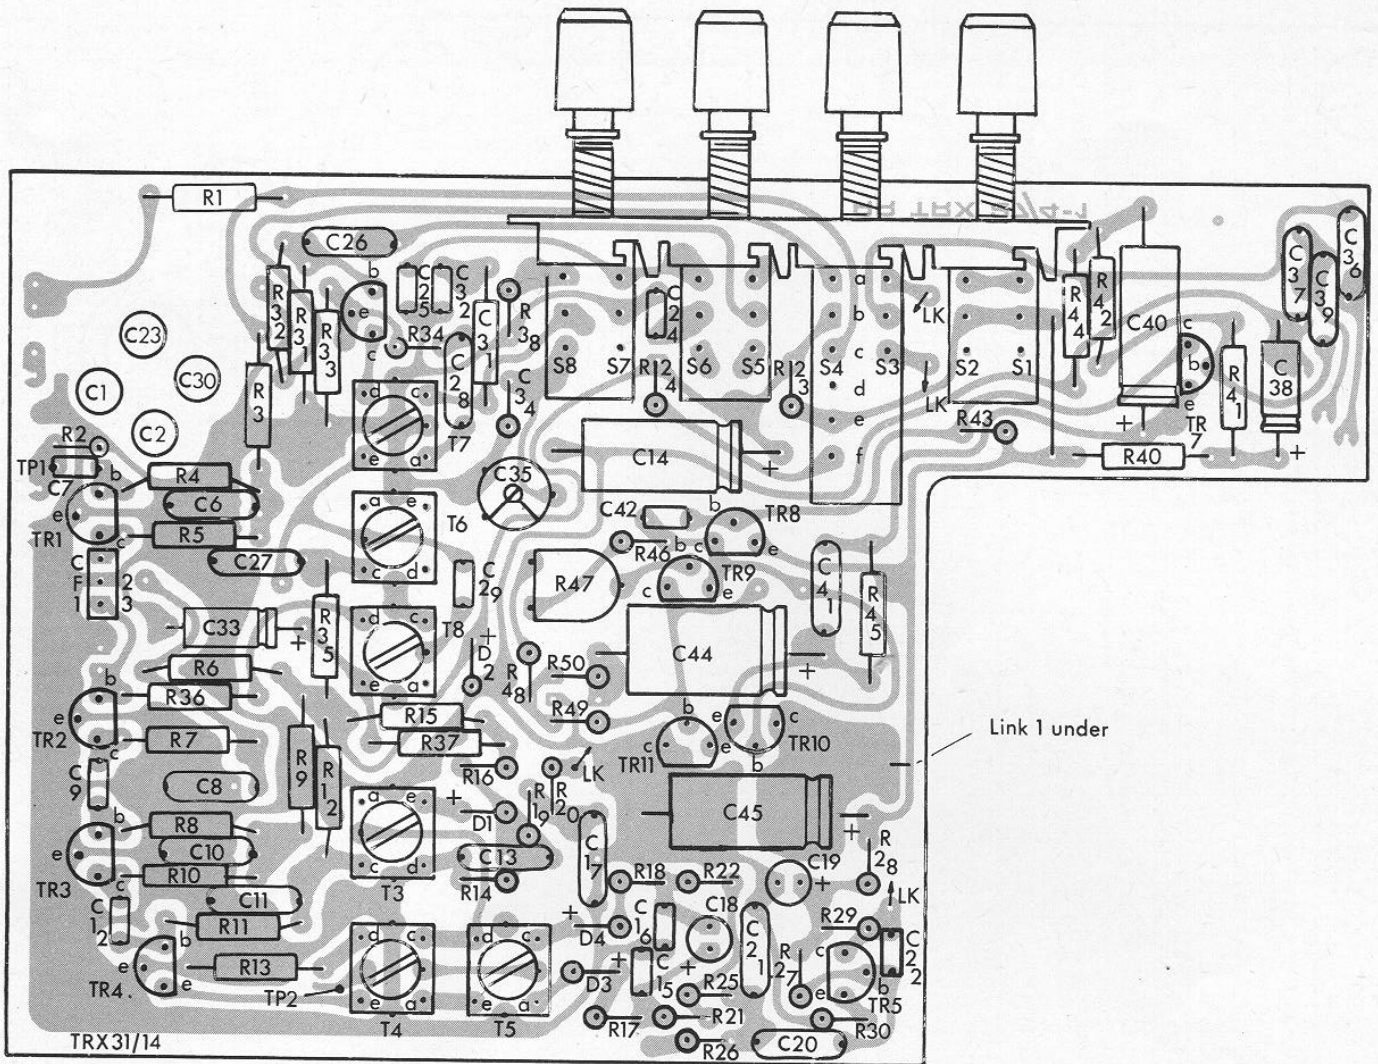 R1
C26
b
e
c
C25
C32
C31
R38
R34
C28
C34
R32
R31
R33
R3
C23
C30
C1
C2
d
c
e
a
T7
S8
S7
C24
S6
S5
R124
R123
a
b
c
d
e
f
S4
S3
LK
LK
S2
S1
R43
R44
R42
C40
+
c
b
e
TR7
R41
C38
+
R40
C37
C39
C36
R2
TP1
C7
b
e
c
TR1
R4
C6
R5
C27
CF1
23
a
e
c
d
T6
C29
C35
C14
+
C42
R46
b
c
e
TR8
b
c
e
TR9
R47
C41
R45
C33
+
R35
R6
R36
d
c
e
a
T8
+
D2
R48
R50
R49
C44
+
b
e
c
TR2
R7
R9
R12
R15
R37
R16
LK
c
e
TR11
e
c
b
TR10
Link 1 under
C9
C8
R8
C10
R10
C11
R11
b
e
c
TR3
a
e
c
d
T3
+
D1
R19
R20
C13
R14
C17
C45
+
R18
R22
C19
+
R28
LK
C12
b
e
e
TR4.
R13
TP2
d
c
e
a
T4
d
c
e
a
T5
+
D4
C16
C18
+
C21
R29
C22
D3
+
C15
R25
R27
c
e
b
TR5
R17
R21
R26
C20
R30
TRX31/14